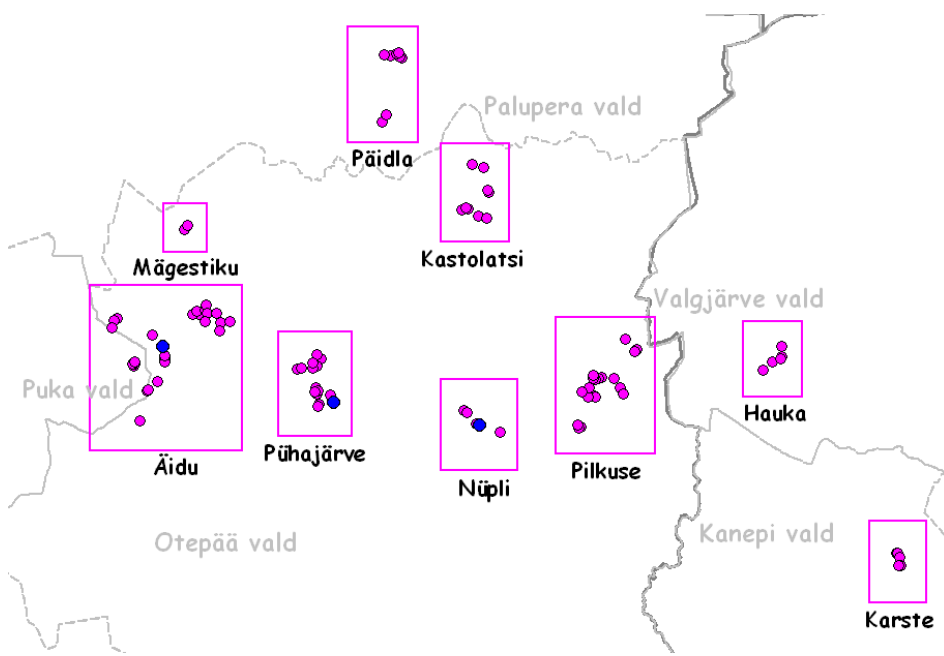 Palupera vald
Päidla
Kastolatsi
Mägestiku
Valgjärve vald
Puka vald
Hauka
Pühajärve
Äidu
Nüpli
Pilkuse
Otepää vald
Kanepi vald
Karste